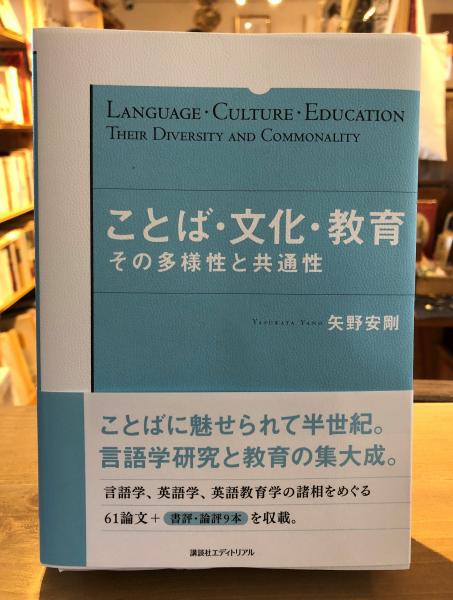 LANGUAGE・CULTURE・EDUCATION
THEIR DIVERSITY AND COMMONALITY
ことば・文化・教育
その多様性と共通性
YASUKATA YANO 矢野安剛
ことばに魅せられて半世紀。
言語学研究と教育の集大成。
言語学、英語学、英語教育学の諸相をめぐる
61論文+ 書評・論評9本 を収載。
講談社エディトリアル